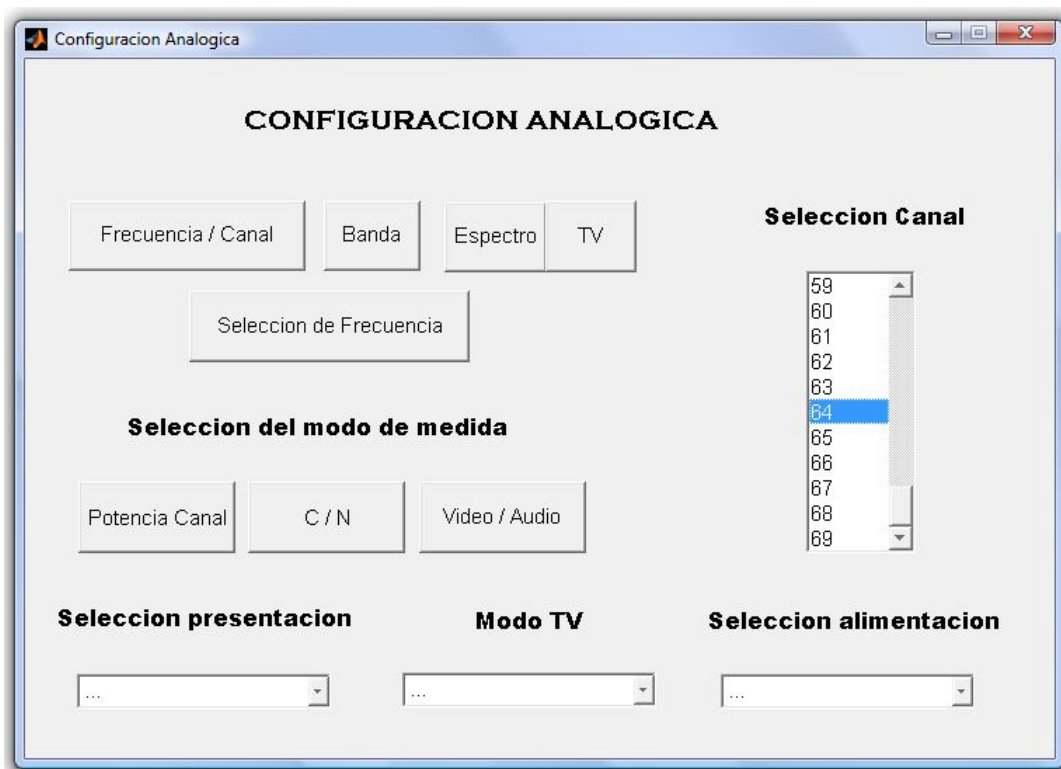 Configuracion Analogica
CONFIGURACION ANALOGICA
Frecuencia / Canal
Banda
Espectro
TV
Seleccion de Frecuencia
Seleccion Canal
59
60
61
62
63
64
65
66
67
68
69
Seleccion del modo de medida
Potencia Canal
C / N
Video / Audio
Seleccion presentacion
Modo TV
Seleccion alimentacion
...
...
...